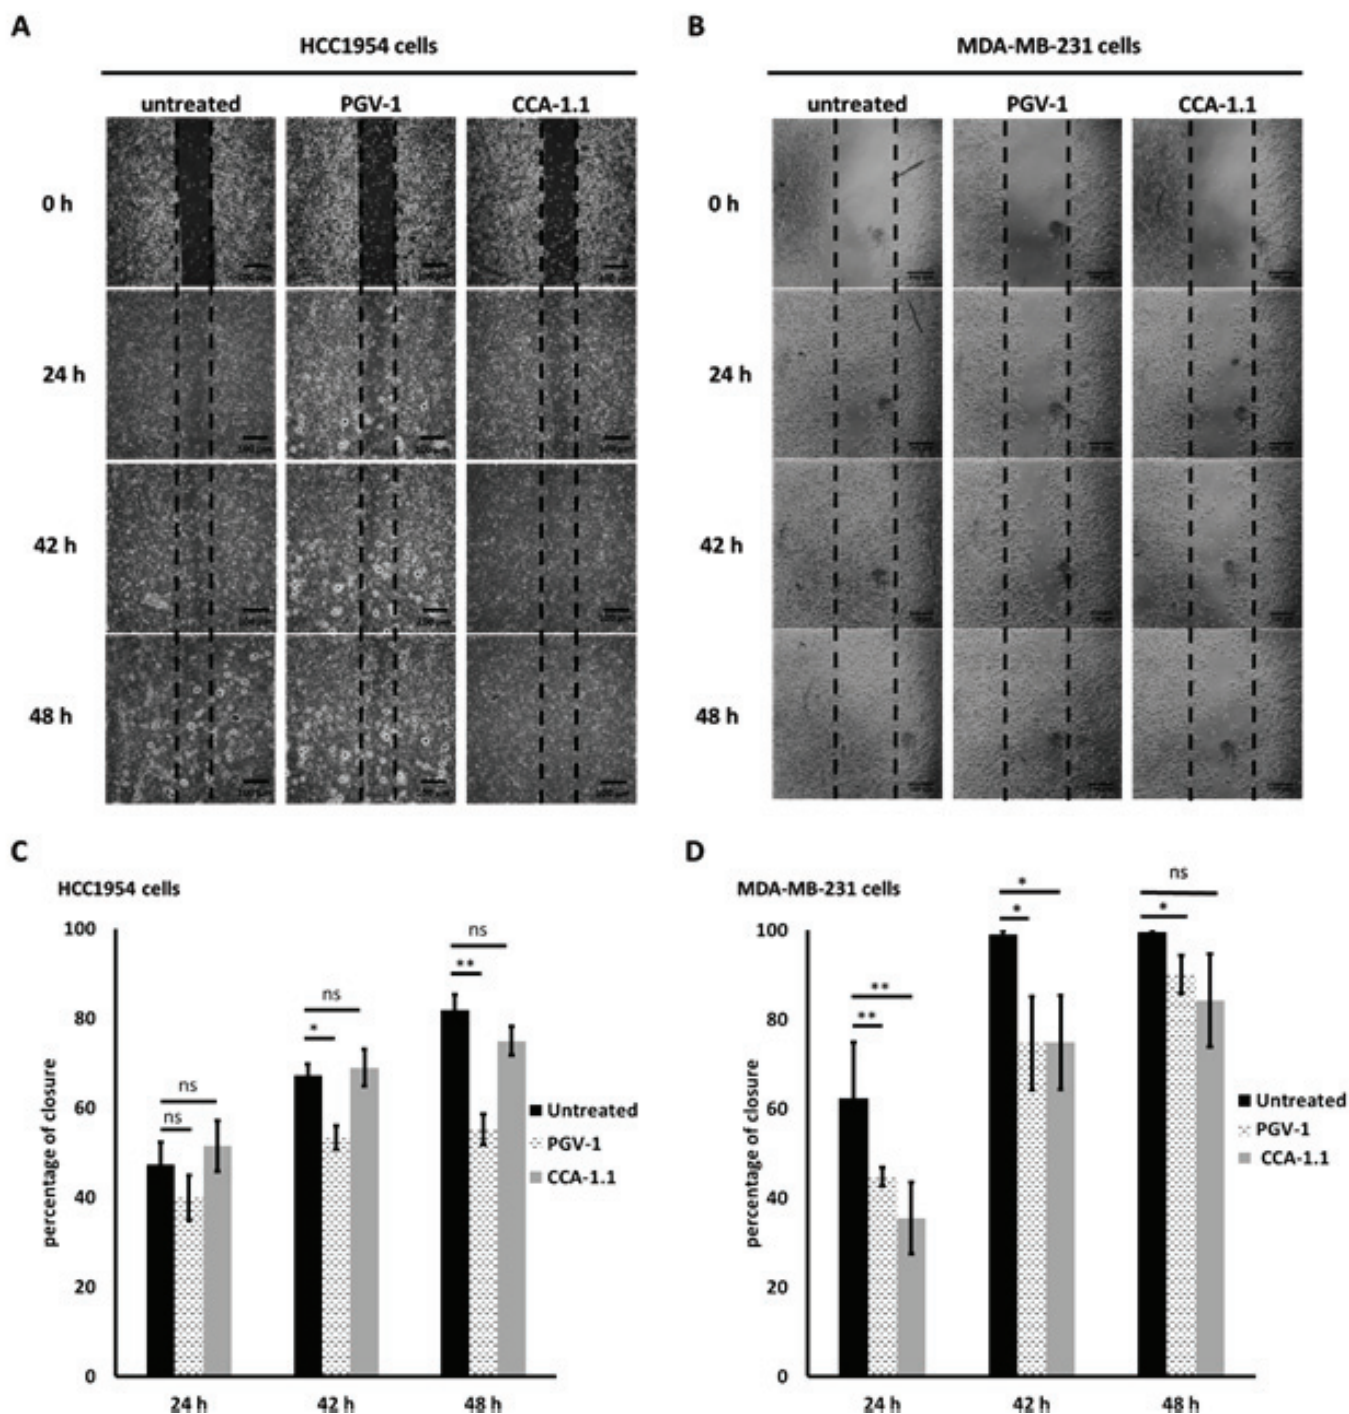 A
HCC1954 cells
untreated PGV-1 CCA-1.1
0 h
24 h
42 h
48 h
B
MDA-MB-231 cells
untreated PGV-1 CCA-1.1
0 h
24 h
42 h
48 h
C
HCC1954 cells
percentage of closure
100
80
60
40
20
0
ns
ns
ns
*
ns
**
24 h 42 h 48 h
Untreated
PGV-1
CCA-1.1
D
MDA-MB-231 cells
percentage of closure
100
80
60
40
20
0
**
**
*
*
ns
*
24 h 42 h 48 h
Untreated
PGV-1
CCA-1.1